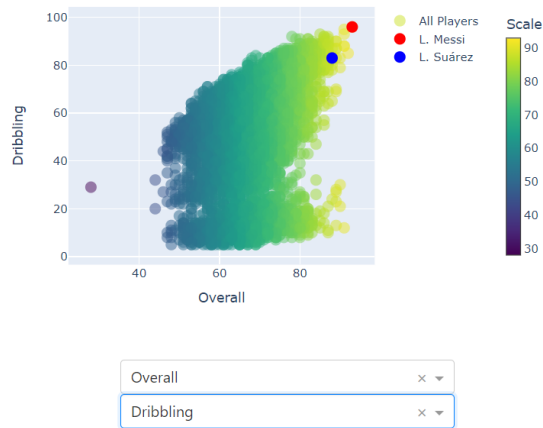 100
80
60
40
20
0
Dribbling
40
60
80
Overall
All Players
L. Messi
L. Suárez
Scale
90
80
70
60
50
40
30
Overall × 
Dribbling ×